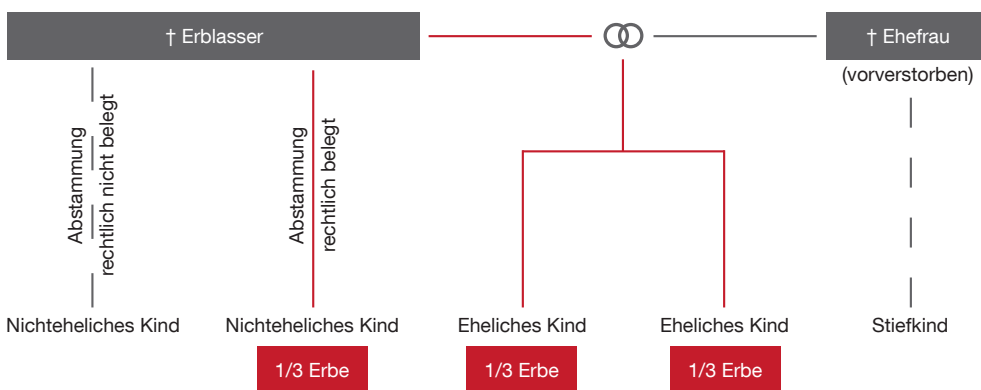 † Erblasser
† Ehefrau
(vorverstorben)
Abstammung
rechtlich nicht belegt
Abstammung
rechtlich belegt
Nichteheliches Kind
Nichteheliches Kind
Eheliches Kind
Eheliches Kind
Stiefkind
1/3 Erbe
1/3 Erbe
1/3 Erbe